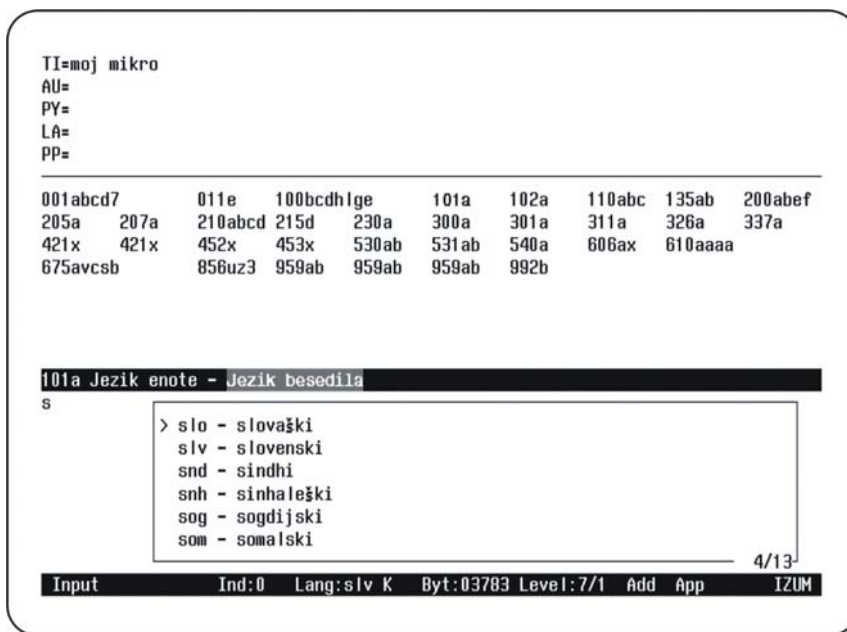 TI=moj mikro
AU=
PY=
LA=
PP=
001abcd7 011e 100bcdhlge 101a 102a 110abc 135ab 200abef
205a 207a 210abcd 215d 230a 300a 301a 311a 326a 337a
421x 421x 452x 453x 530ab 531ab 540a 606ax 610aaaa
675avcsb 856uz3 959ab 959ab 959ab 992b
101a Jezik enote - Jezik besedila
s
> slo - slovaški
slv - slovenski
snd - sindhi
snh - sinhaleški
sog - sogdijski
som - somalski
4/13
Input Ind:0 Lang:slv K Byt:03783 Level:7/1 Add App IZUM